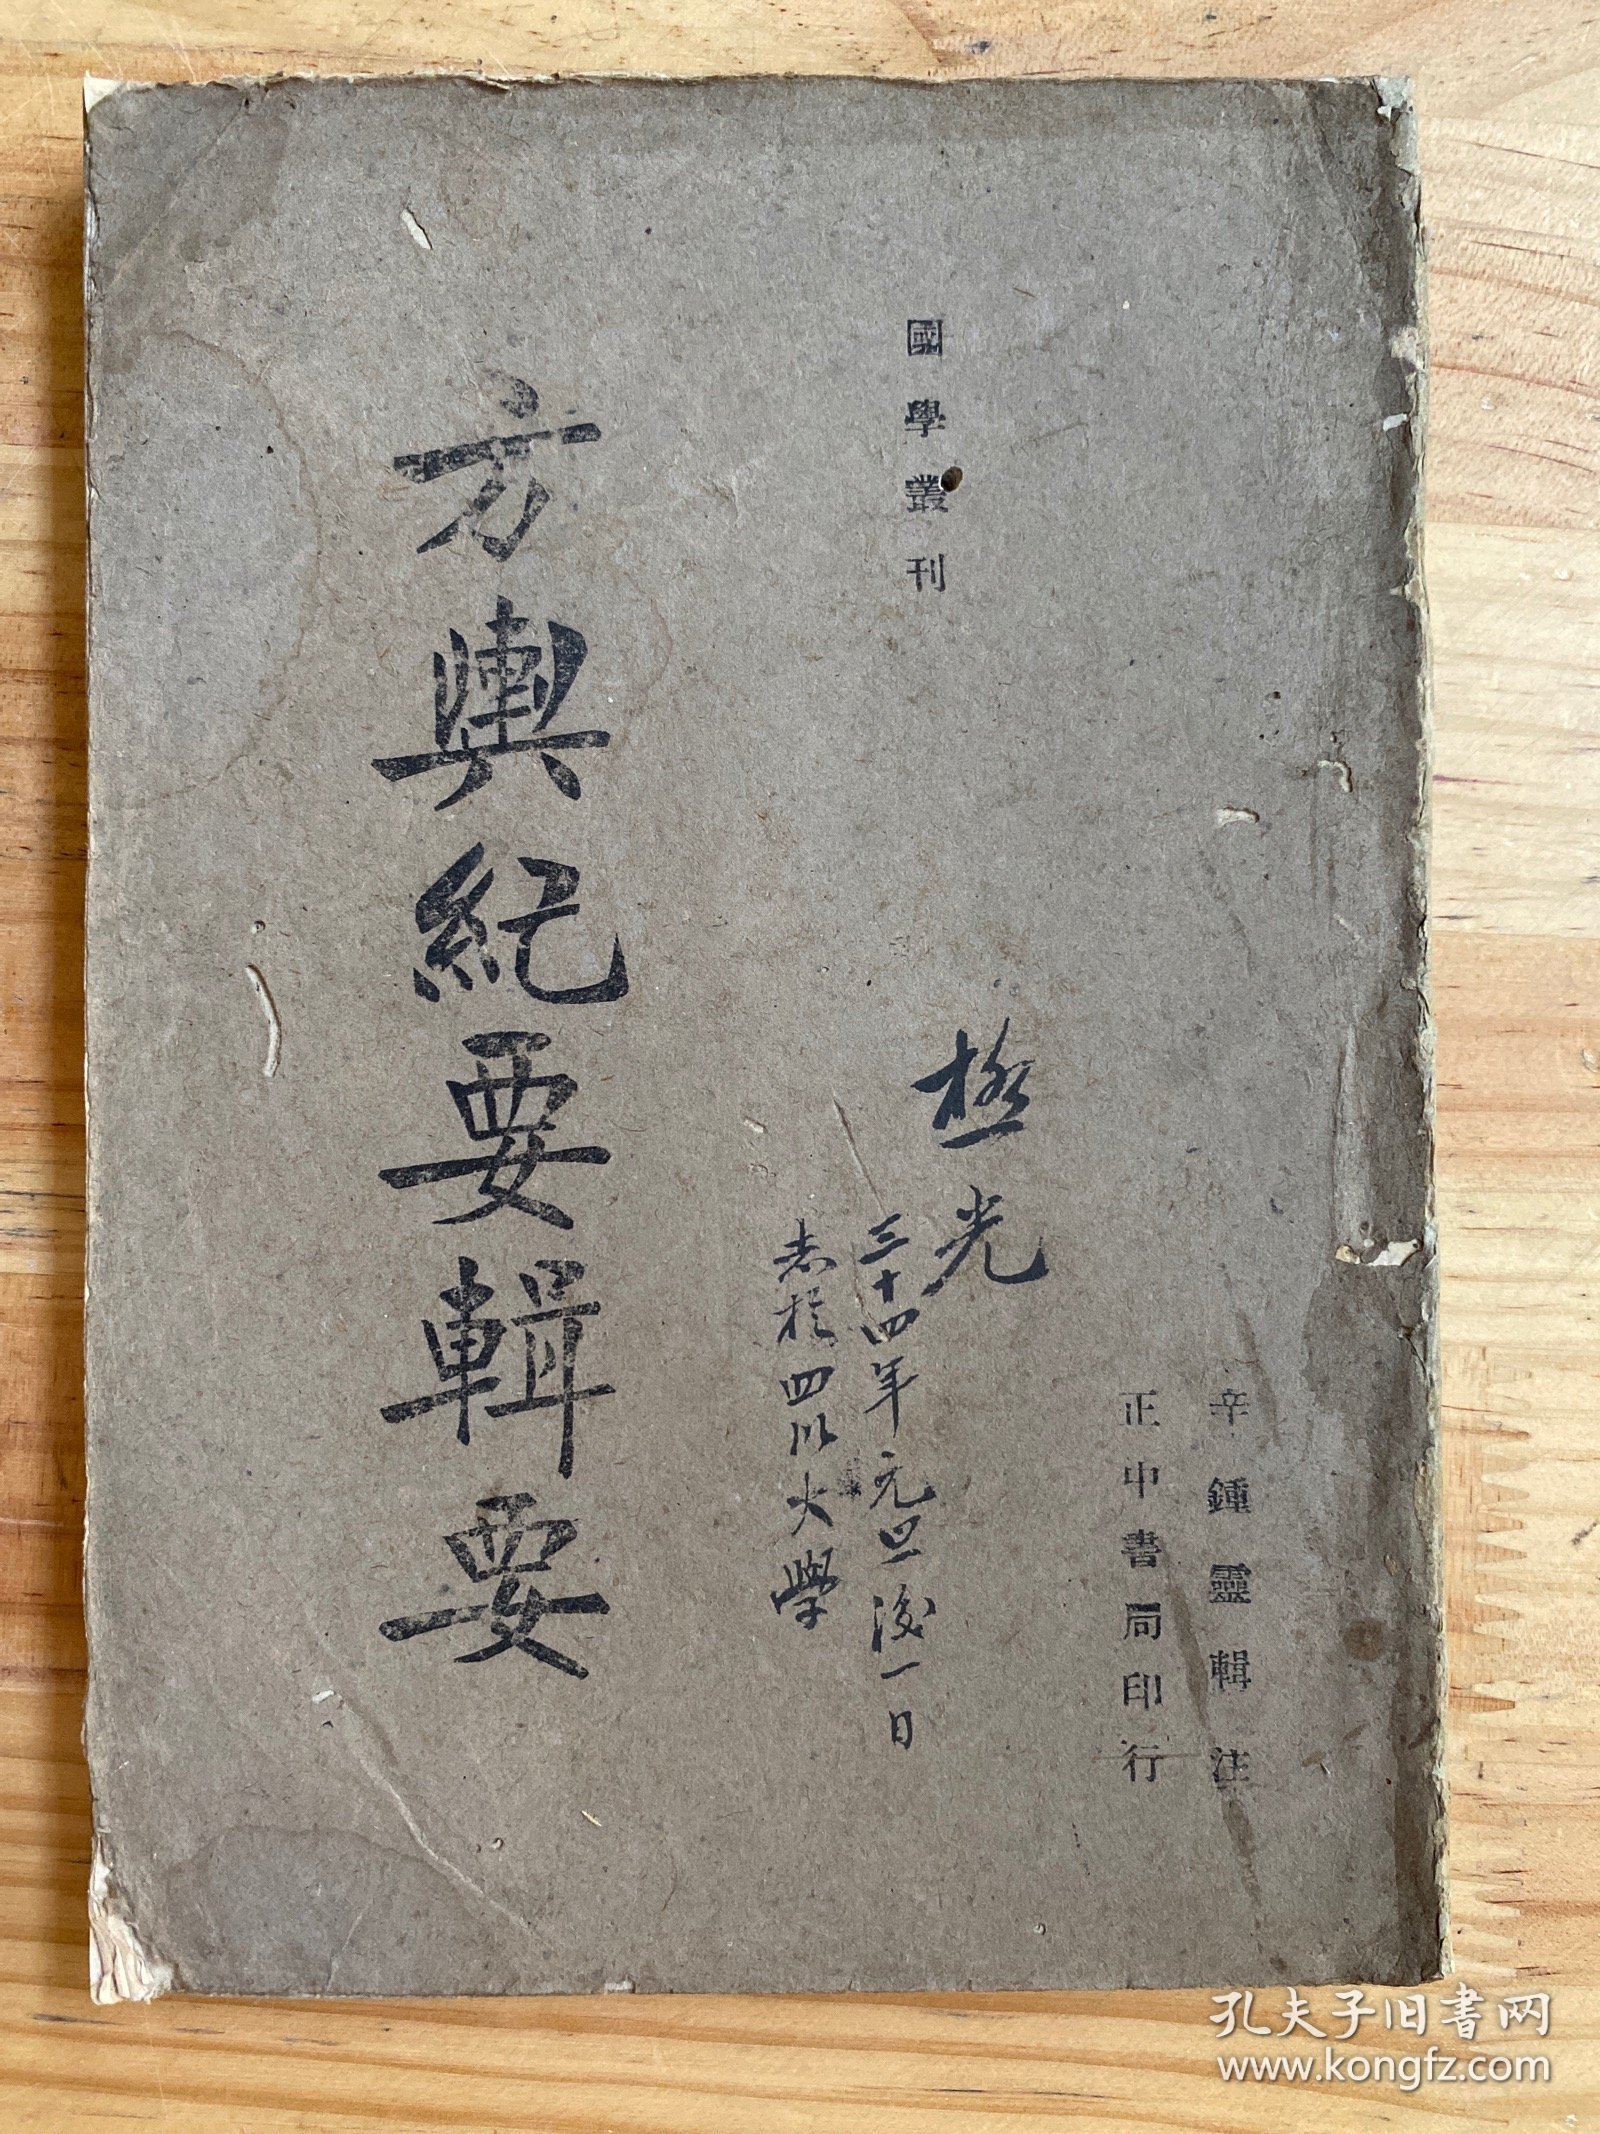 國學叢刊
方輿紀要輯要
辛鍾靈輯注
正中書局印行
極光
三十四年元旦後一日
志於四川大學
孔夫子旧书网
www.kongfz.com